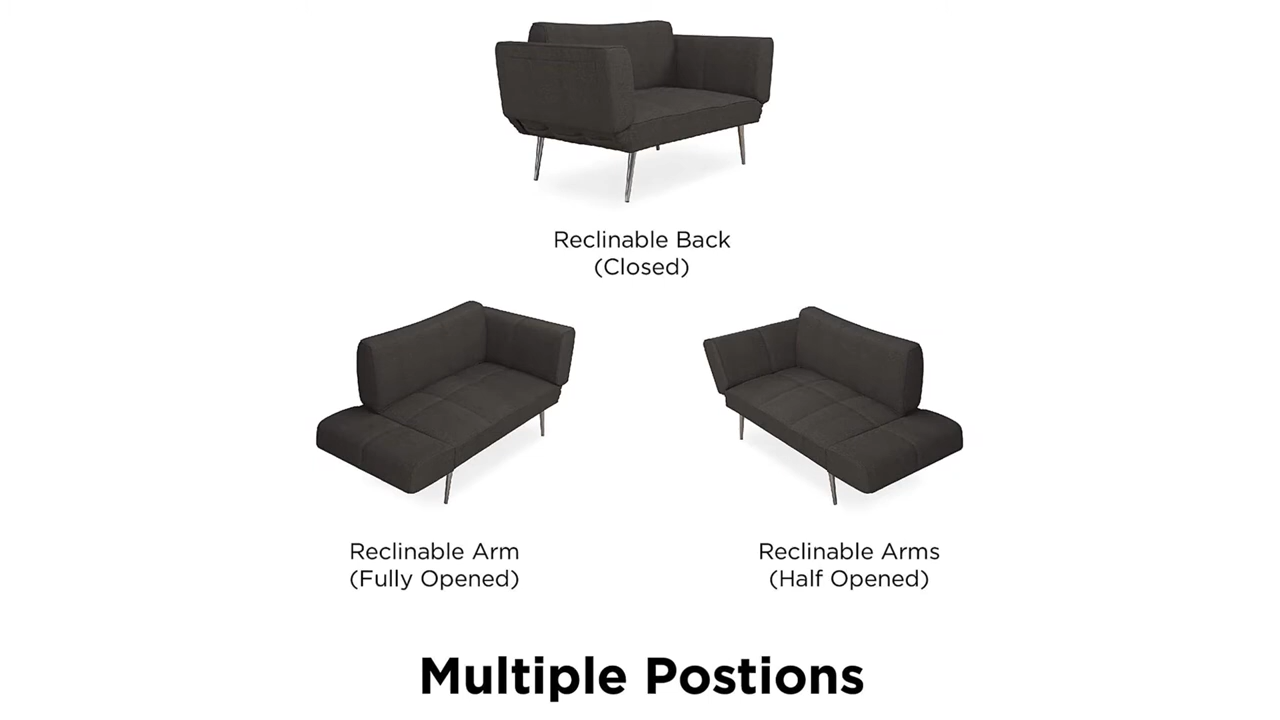 Reclinable Back
(Closed)
Reclinable Arm
(Fully Opened)
Reclinable Arms
(Half Opened)
Multiple Postions